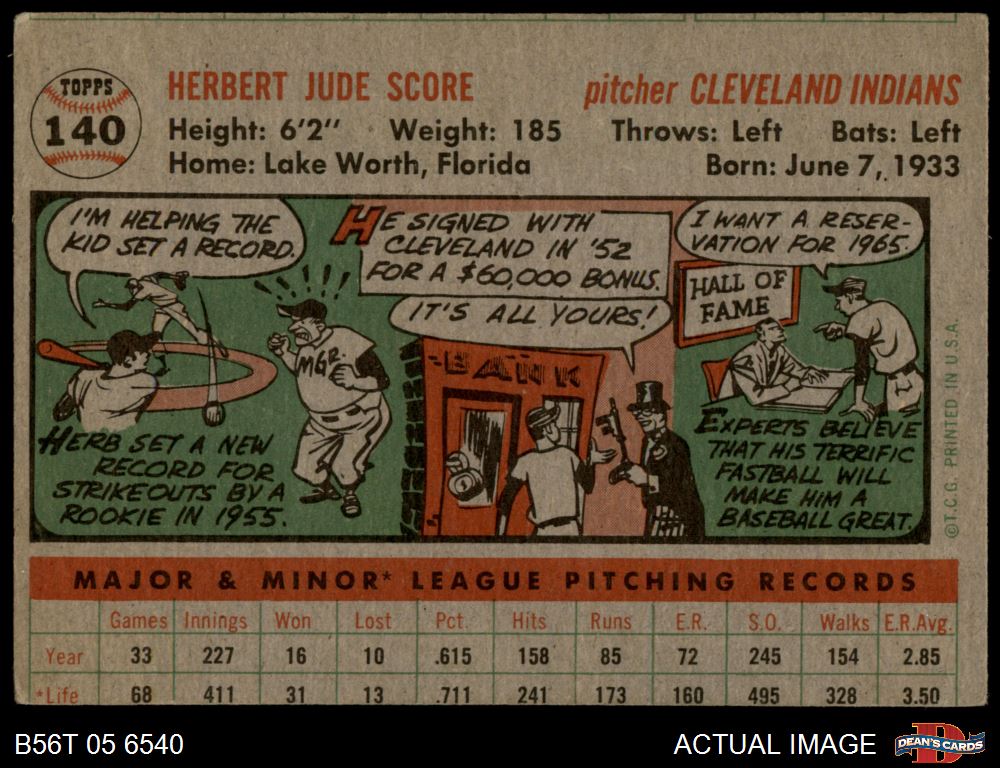 TOPPS
140
HERBERT JUDE SCORE
pitcher CLEVELAND INDIANS
Height: 6'2" Weight: 185 Throws: Left Bats: Left
Home: Lake Worth, Florida Born: June 7, 1933
I'M HELPING THE
KID SET A RECORD.
MGR.
HERB SET A NEW
RECORD FOR
STRIKEOUTS BY A
ROOKIE IN 1955.
HE SIGNED WITH
CLEVELAND IN '52
FOR A $60,000 BONUS.
IT'S ALL YOURS!
BANK
I WANT A RESER-
VATION FOR 1965.
HALL OF
FAME
EXPERTS BELIEVE
THAT HIS TERRIFIC
FASTBALL WILL
MAKE HIM A
BASEBALL GREAT.
©T.C.G. PRINTED IN U.S.A.
MAJOR & MINOR* LEAGUE PITCHING RECORDS
Games Innings Won Lost Pct. Hits Runs E.R. S.O. Walks E.R.Avg.
Year 33 227 16 10 .615 158 85 72 245 154 2.85
*Life 68 411 31 13 .711 241 173 160 495 328 3.50
B56T 05 6540
ACTUAL IMAGE
D
DEAN'S CARDS